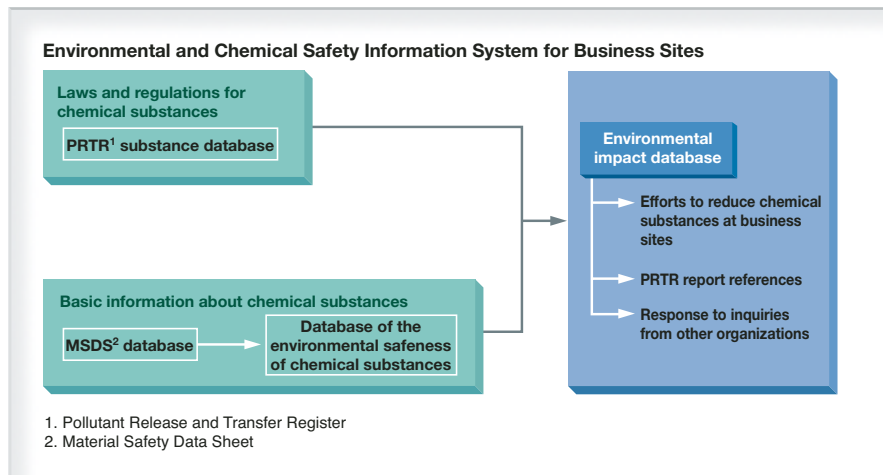 Environmental and Chemical Safety Information System for Business Sites
Laws and regulations for
chemical substances
PRTR¹ substance database
Basic information about chemical substances
MSDS² database
Database of the
environmental safeness
of chemical substances
Environmental
impact database
Efforts to reduce chemical
substances at business
sites
PRTR report references
Response to inquiries
from other organizations
1. Pollutant Release and Transfer Register
2. Material Safety Data Sheet